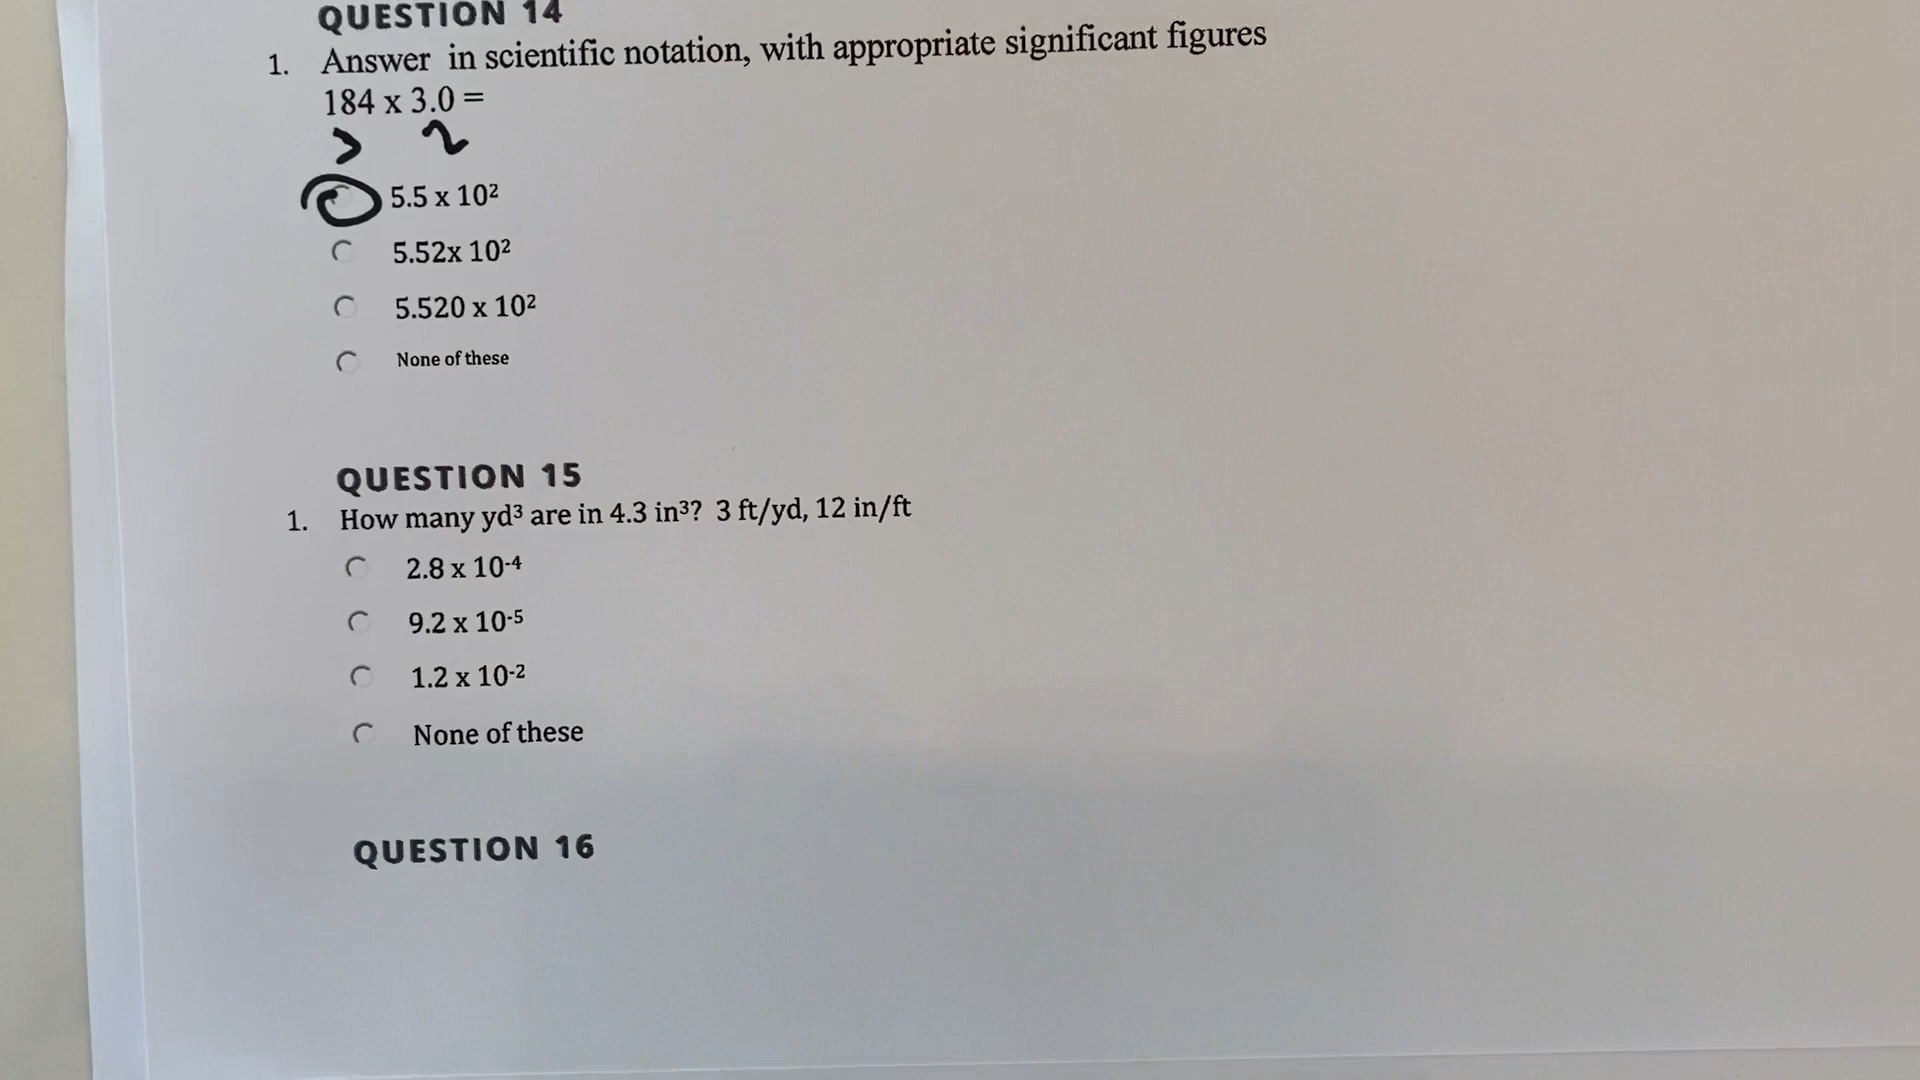 QUESTION 14
1. Answer in scientific notation, with appropriate significant figures
184 x 3.0 =
3 2
5.5 x 10²
5.52x 10²
5.520 x 10²
None of these
QUESTION 15
1. How many yd³ are in 4.3 in³? 3 ft/yd, 12 in/ft
2.8 x 10⁻⁴
9.2 x 10⁻⁵
1.2 x 10⁻²
None of these
QUESTION 16